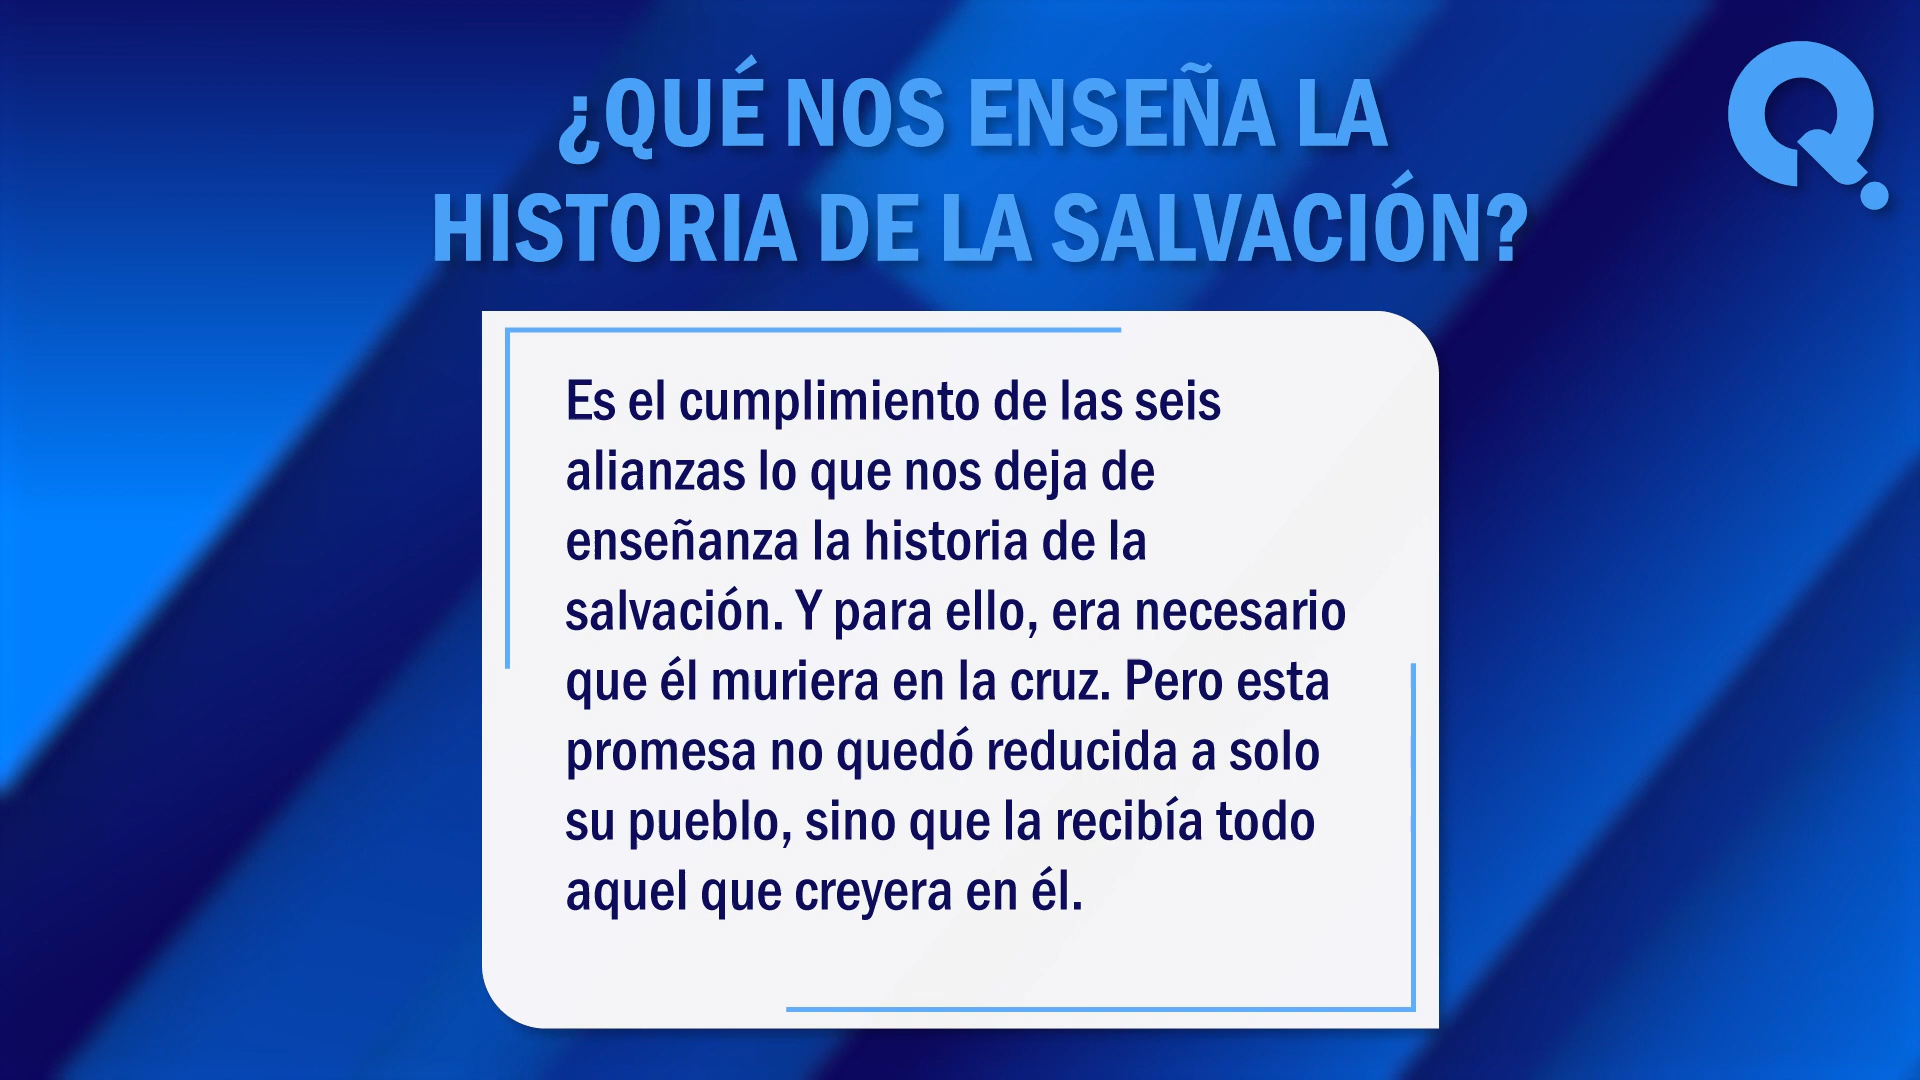 ¿QUÉ NOS ENSEÑA LA
HISTORIA DE LA SALVACIÓN?
Es el cumplimiento de las seis
alianzas lo que nos deja de
enseñanza la historia de la
salvación. Y para ello, era necesario
que él muriera en la cruz. Pero esta
promesa no quedó reducida a solo
su pueblo, sino que la recibía todo
aquel que creyera en él.